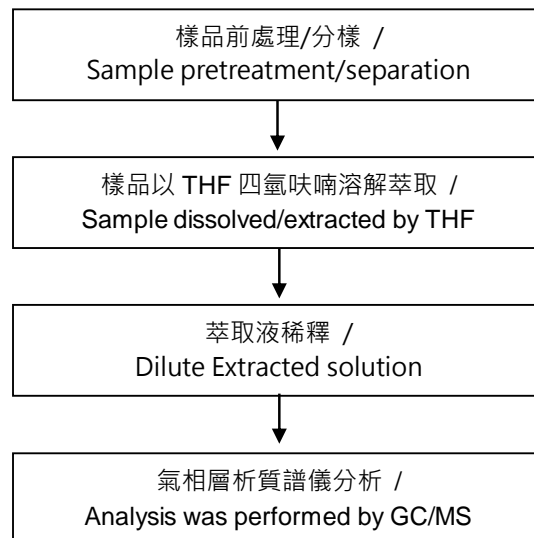 樣品前處理/分樣 /
Sample pretreatment/separation
樣品以 THF 四氫呋喃溶解萃取 /
Sample dissolved/extracted by THF
萃取液稀釋 /
Dilute Extracted solution
氣相層析質譜儀分析 /
Analysis was performed by GC/MS